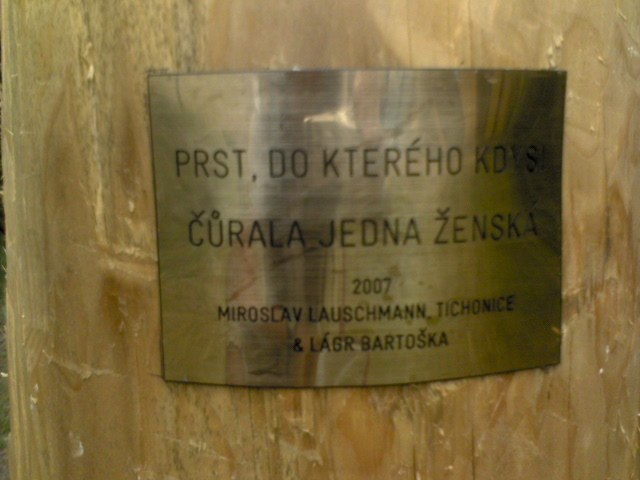 PRST, DO KTERÉHO KDYSI
ČŮRALA JEDNA ŽENSKÁ
2007
MIROSLAV LAUSCHMANN, TICHONICE
& LÁGR BARTOŠKA